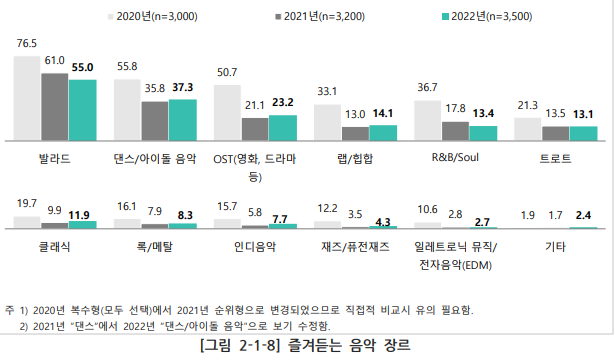 2020년(n=3,000) 2021년(n=3,200) 2022년(n=3,500)
76.5 61.0 55.0 55.8 35.8 37.3 50.7 21.1 23.2 33.1 13.0 14.1 36.7 17.8 13.4 21.3 13.5 13.1
발라드 댄스/아이돌 음악 OST(영화, 드라마 랩/힙합 R&B/Soul 트로트
등)
19.7 9.9 11.9 16.1 7.9 8.3 15.7 5.8 7.7 12.2 3.5 4.3 10.6 2.8 2.7 1.9 1.7 2.4
클래식 록/메탈 인디음악 재즈/퓨전재즈 일레트로닉 뮤직/ 기타
전자음악(EDM)
주 1) 2020년 복수형(모두 선택)에서 2021년 순위형으로 변경되었으므로 직접적 비교시 유의 필요함.
2) 2021년 “댄스”에서 2022년 “댄스/아이돌 음악”으로 보기 수정함.
[그림 2-1-8] 즐겨듣는 음악 장르